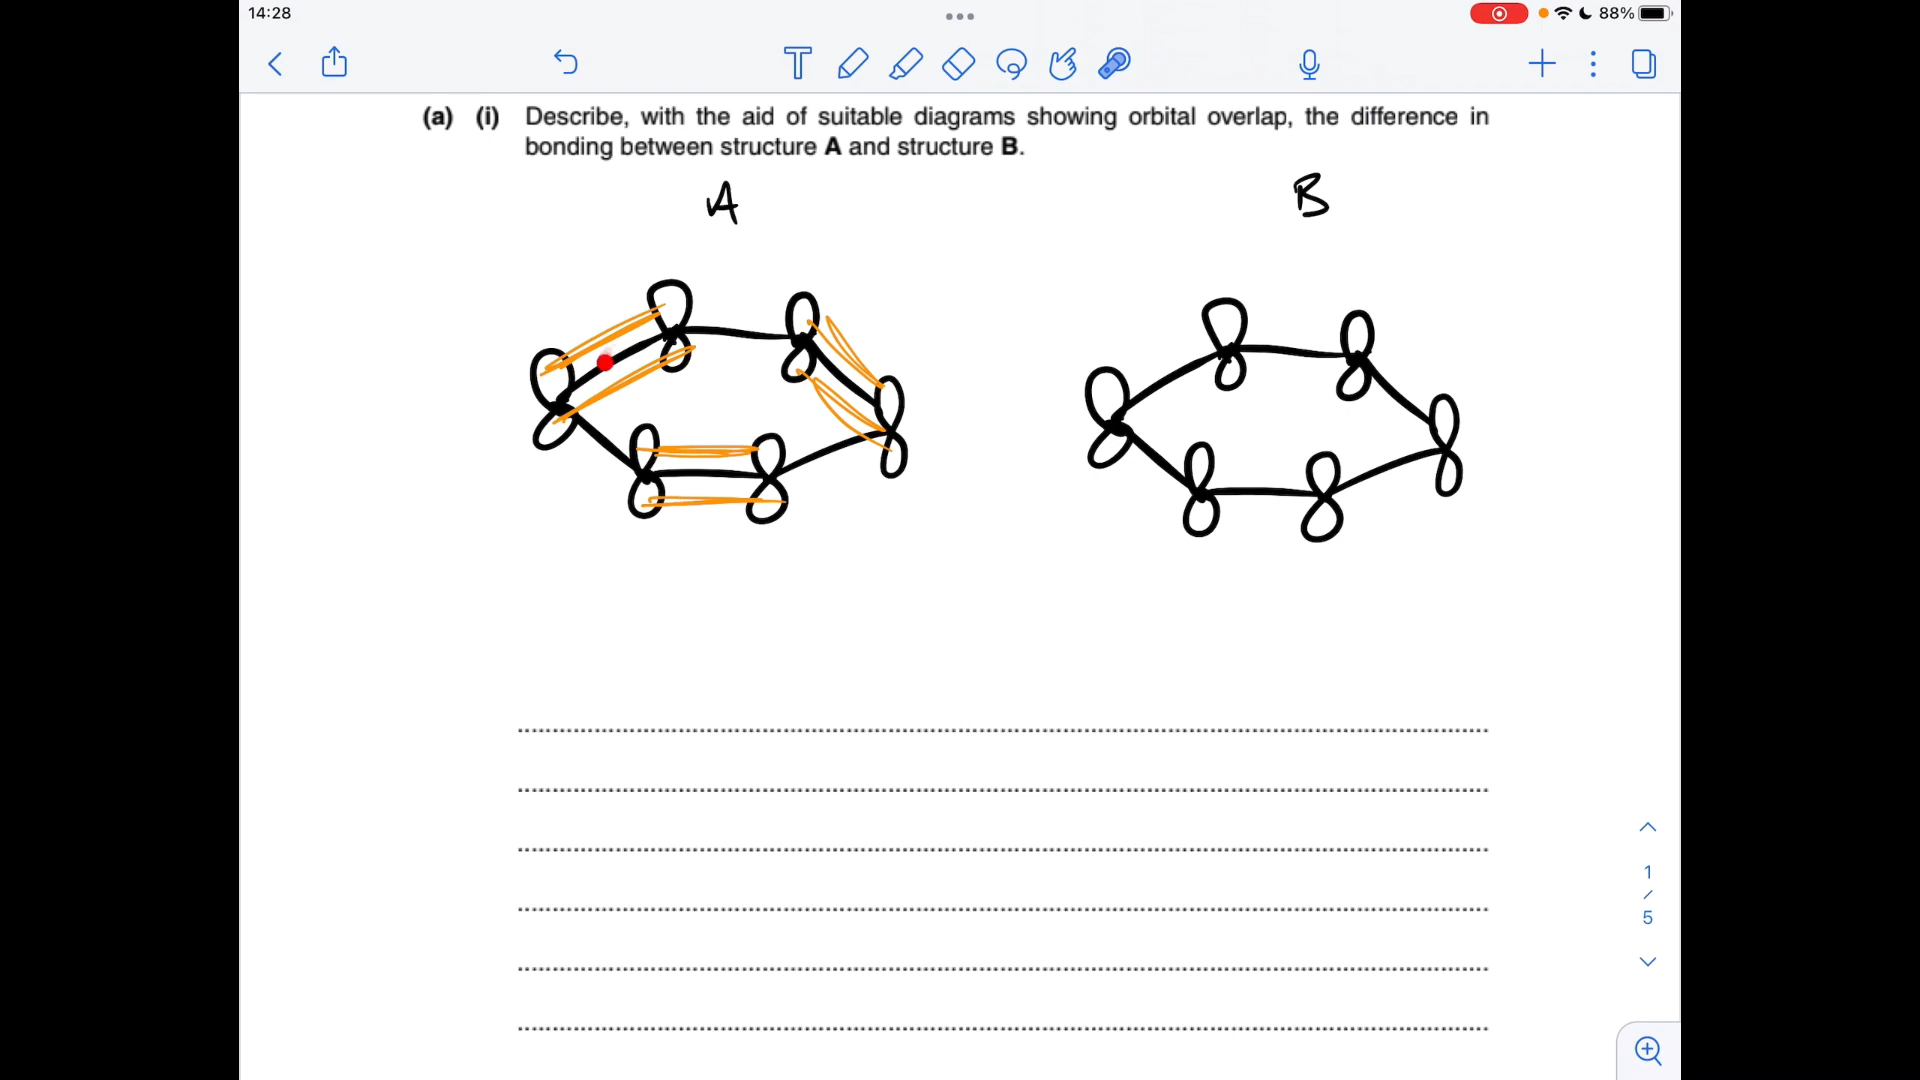 14:28
88%
T
(a) (i) Describe, with the aid of suitable diagrams showing orbital overlap, the difference in
bonding between structure A and structure B.
A
B
1
/
5